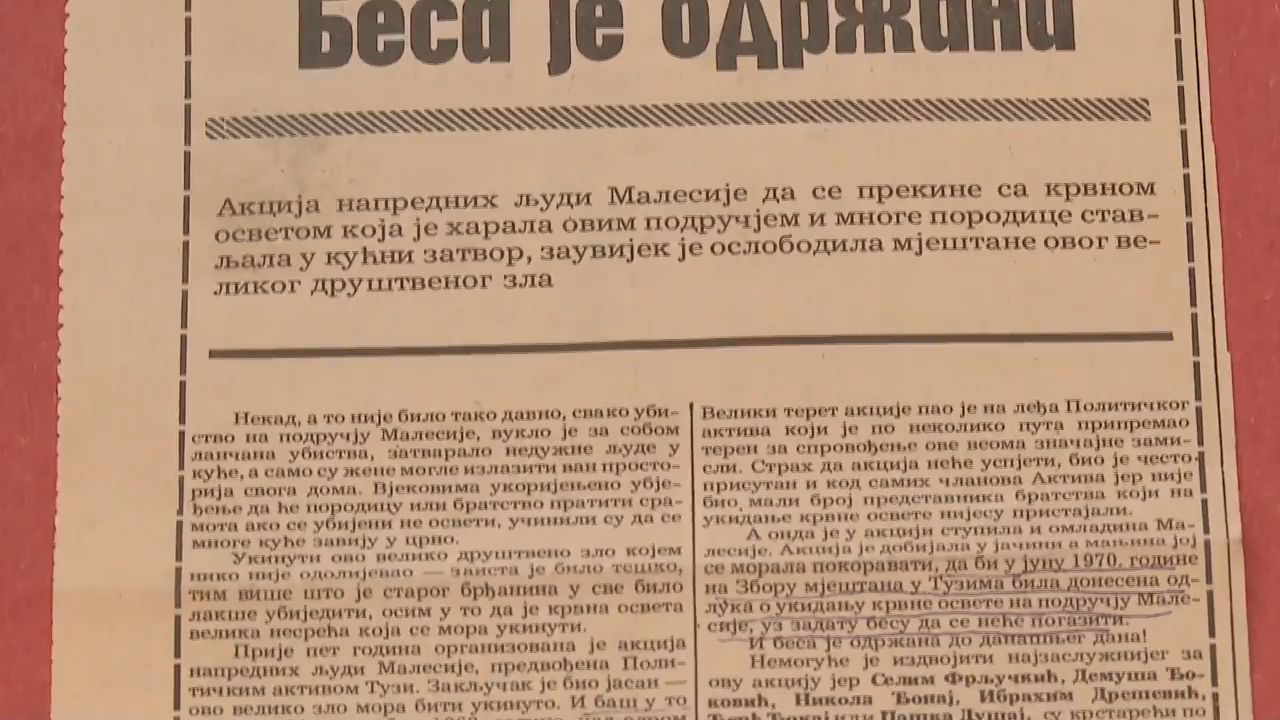 Беса је одржана
Акција напредних људи Малесије да се прекине са крвном
осветом која је харала овим подручјем и многе породице став-
љала у кућни затвор, заувијек је ослободила мјештане овог ве-
ликог друштвеног зла
Некад, а то није било тако давно, свако уби-
ство на подручју Малесије, вукло је за собом
ланчана убиства, затварало недужне људе у
куће, а само су жене могле излазити ван просто-
рија свога дома. Вјековима укоријењено убје-
ђење да ће породицу или братство пратити сра-
мота ако се убијени не освети, учинили су да се
многе куће завију у црно.
Укинути ово велико друштвено зло којем
нико није одолијевао — заиста је било тешко,
тим више што је старог брђанина у све било
лакше убиједити, осим у то да је крвна освета
велика несрећа која се мора укинути.
Прије пет година организована је акција
напредних људи Малесије, предвођена Поли-
тичким активом Тузи. Закључак је био јасан —
ово велико зло мора бити укинуто. И баш у то
Велики терет акције пао је на леђа Политичког
актива који је по неколико пута припремао
терен за спровођење ове веома значајне зами-
сли. Страх да акција неће успјети, био је често
присутан и код самих чланова Актива јер није
био мали број представника братства који на
укидање крвне освете нијесу пристајали.
А онда је у акцији ступила и омладина Ма-
лесије. Акција је добијала у јачини а мањина јој
се морала покоравати, да би у јуну 1970. године
на Збору мјештана у Тузима била донесена од-
лука о укидању крвне освете на подручју Мале-
сије, уз задату бесу да се неће погазити.
И беса је одржана до данашњег дана!
Немогуће је издвојити најзаслужнијег за
ову акцију јер Селим Фрључкић, Демуша Ђо-
ковић, Никола Ђонај, Ибрахим Дрешевић,
Ђокај или Пашка Душај, су крстарећи по